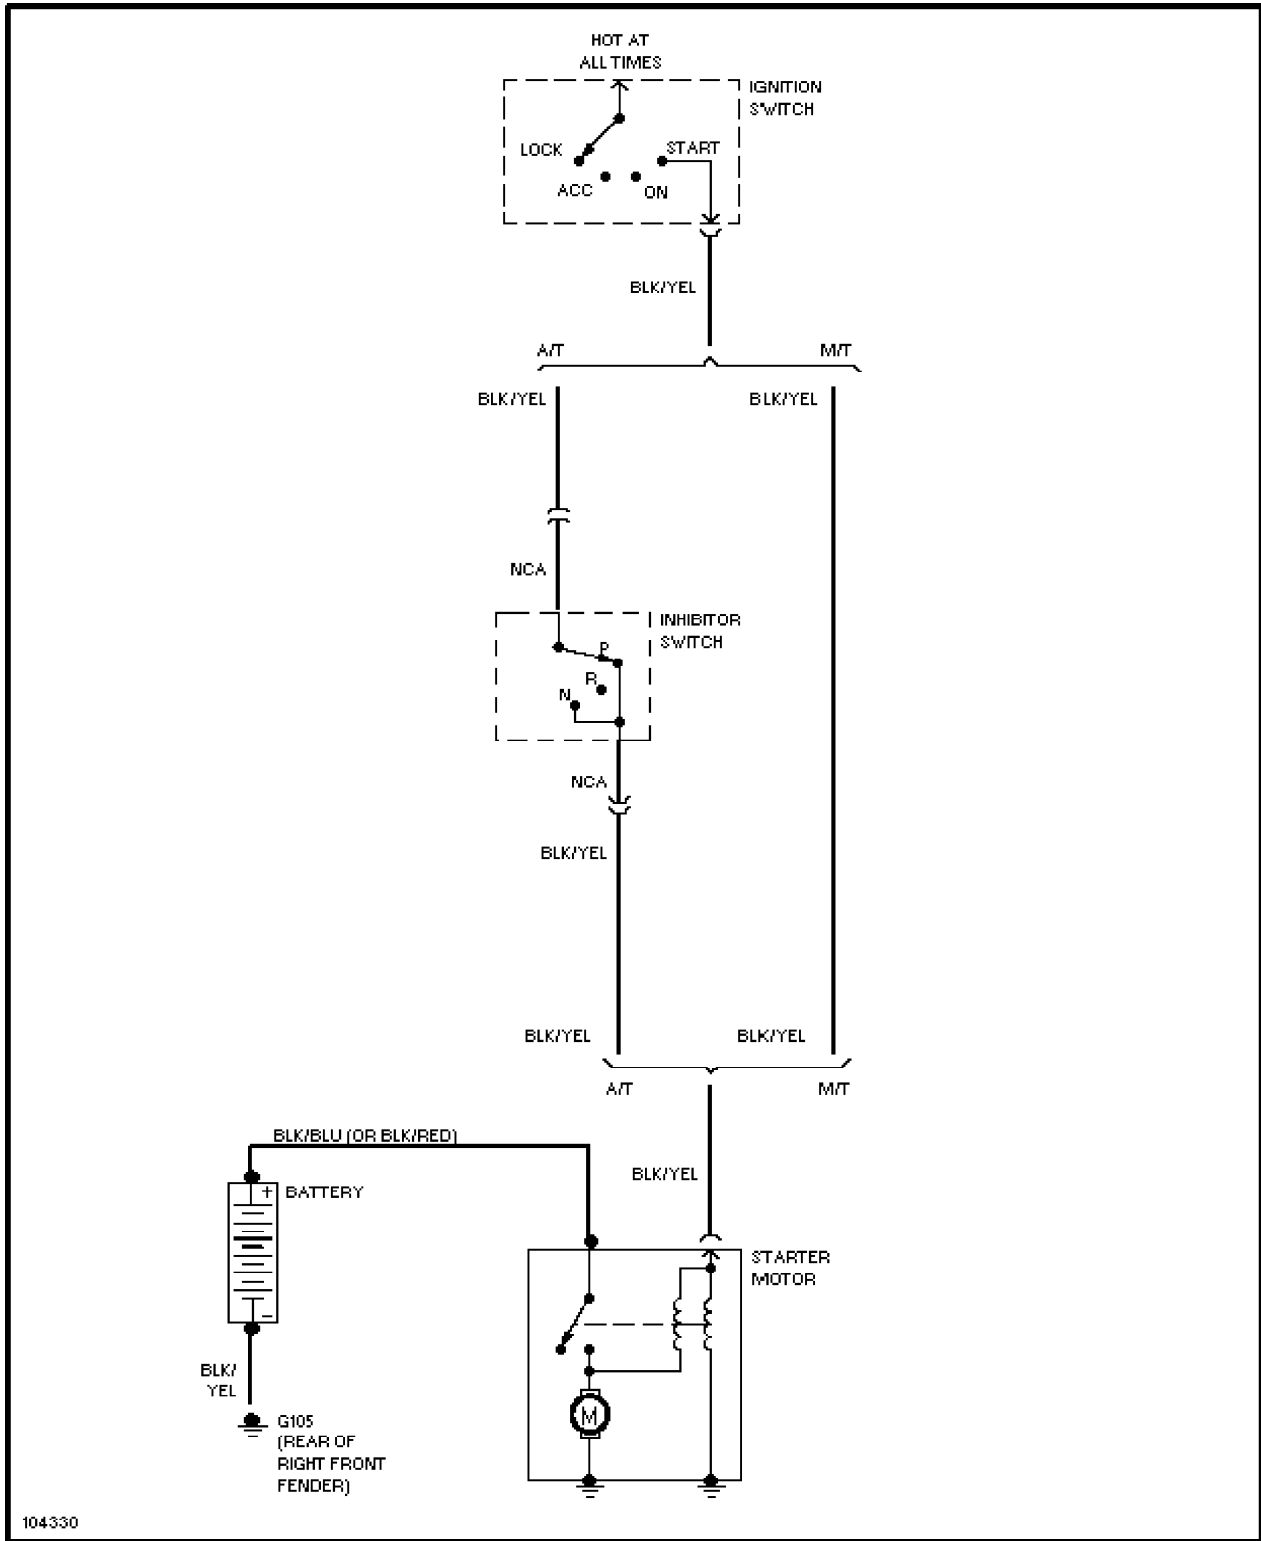 HOT AT
ALL TIMES
IGNITION
SWITCH
LOCK
START
ACC
ON
BLK/YEL
A/T
M/T
BLK/YEL
BLK/YEL
NCA
INHIBITOR
SWITCH
P
R
N
NCA
BLK/YEL
BLK/YEL
BLK/YEL
A/T
M/T
BLK/BLU (OR BLK/RED)
BLK/YEL
+
BATTERY
STARTER
MOTOR
-
BLK/
YEL
M
G105
(REAR OF
RIGHT FRONT
FENDER)
104330